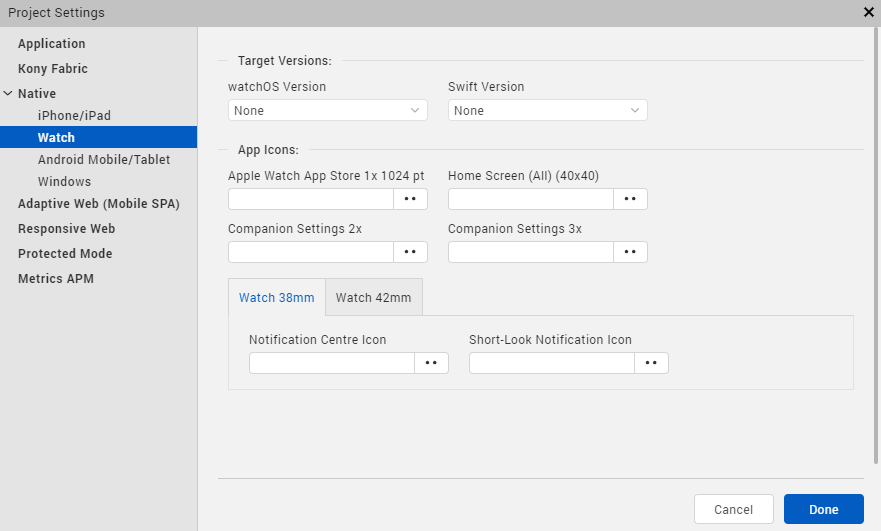 Project Settings
Application
Kony Fabric
Native
iPhone/iPad
Watch
Android Mobile/Tablet
Windows
Adaptive Web (Mobile SPA)
Responsive Web
Protected Mode
Metrics APM
Target Versions:
watchOS Version
Swift Version
None
None
App Icons:
Apple Watch App Store 1x 1024 pt
Home Screen (All) (40x40)
Companion Settings 2x
Companion Settings 3x
Watch 38mm
Watch 42mm
Notification Centre Icon
Short-Look Notification Icon
Cancel
Done